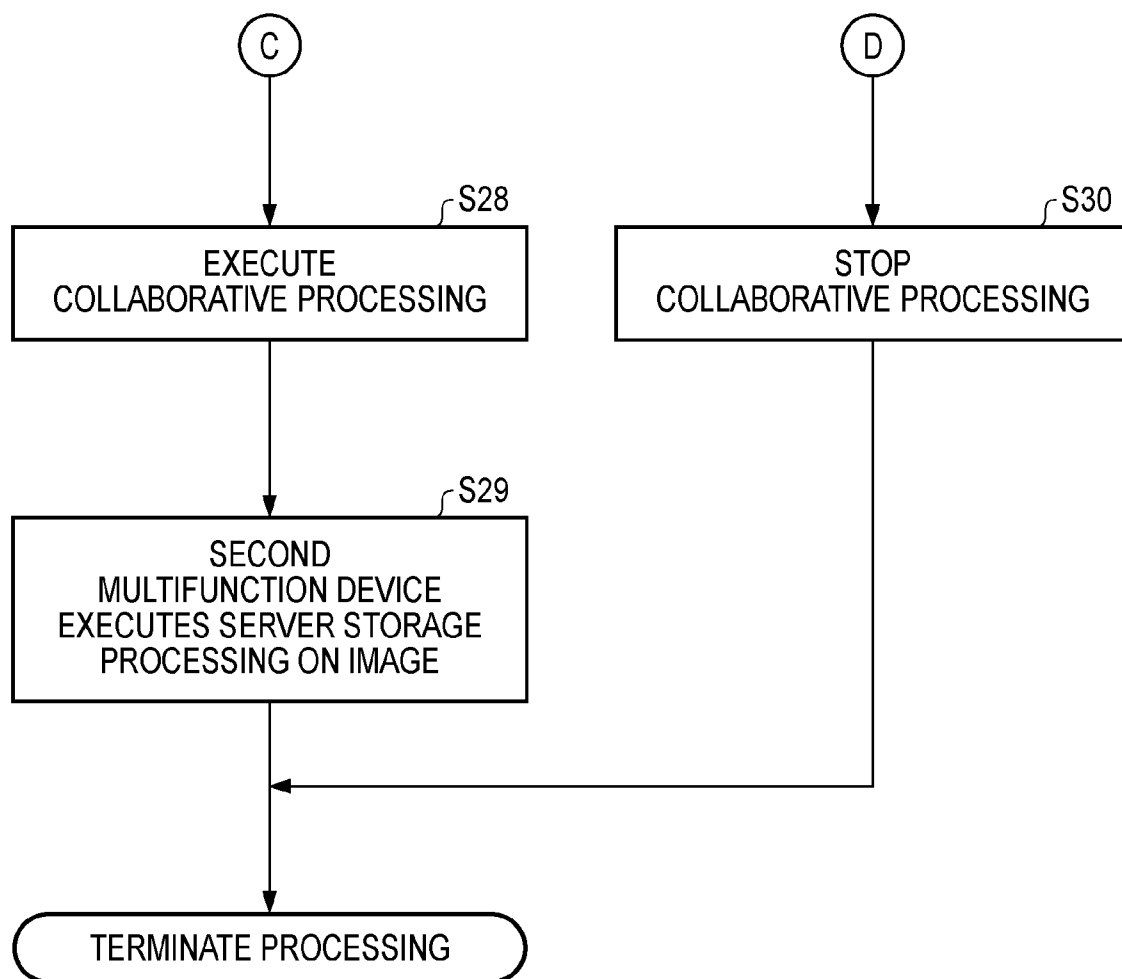 C
D
S28
EXECUTE
COLLABORATIVE PROCESSING
S30
STOP
COLLABORATIVE PROCESSING
S29
SECOND
MULTIFUNCTION DEVICE
EXECUTES SERVER STORAGE
PROCESSING ON IMAGE
TERMINATE PROCESSING